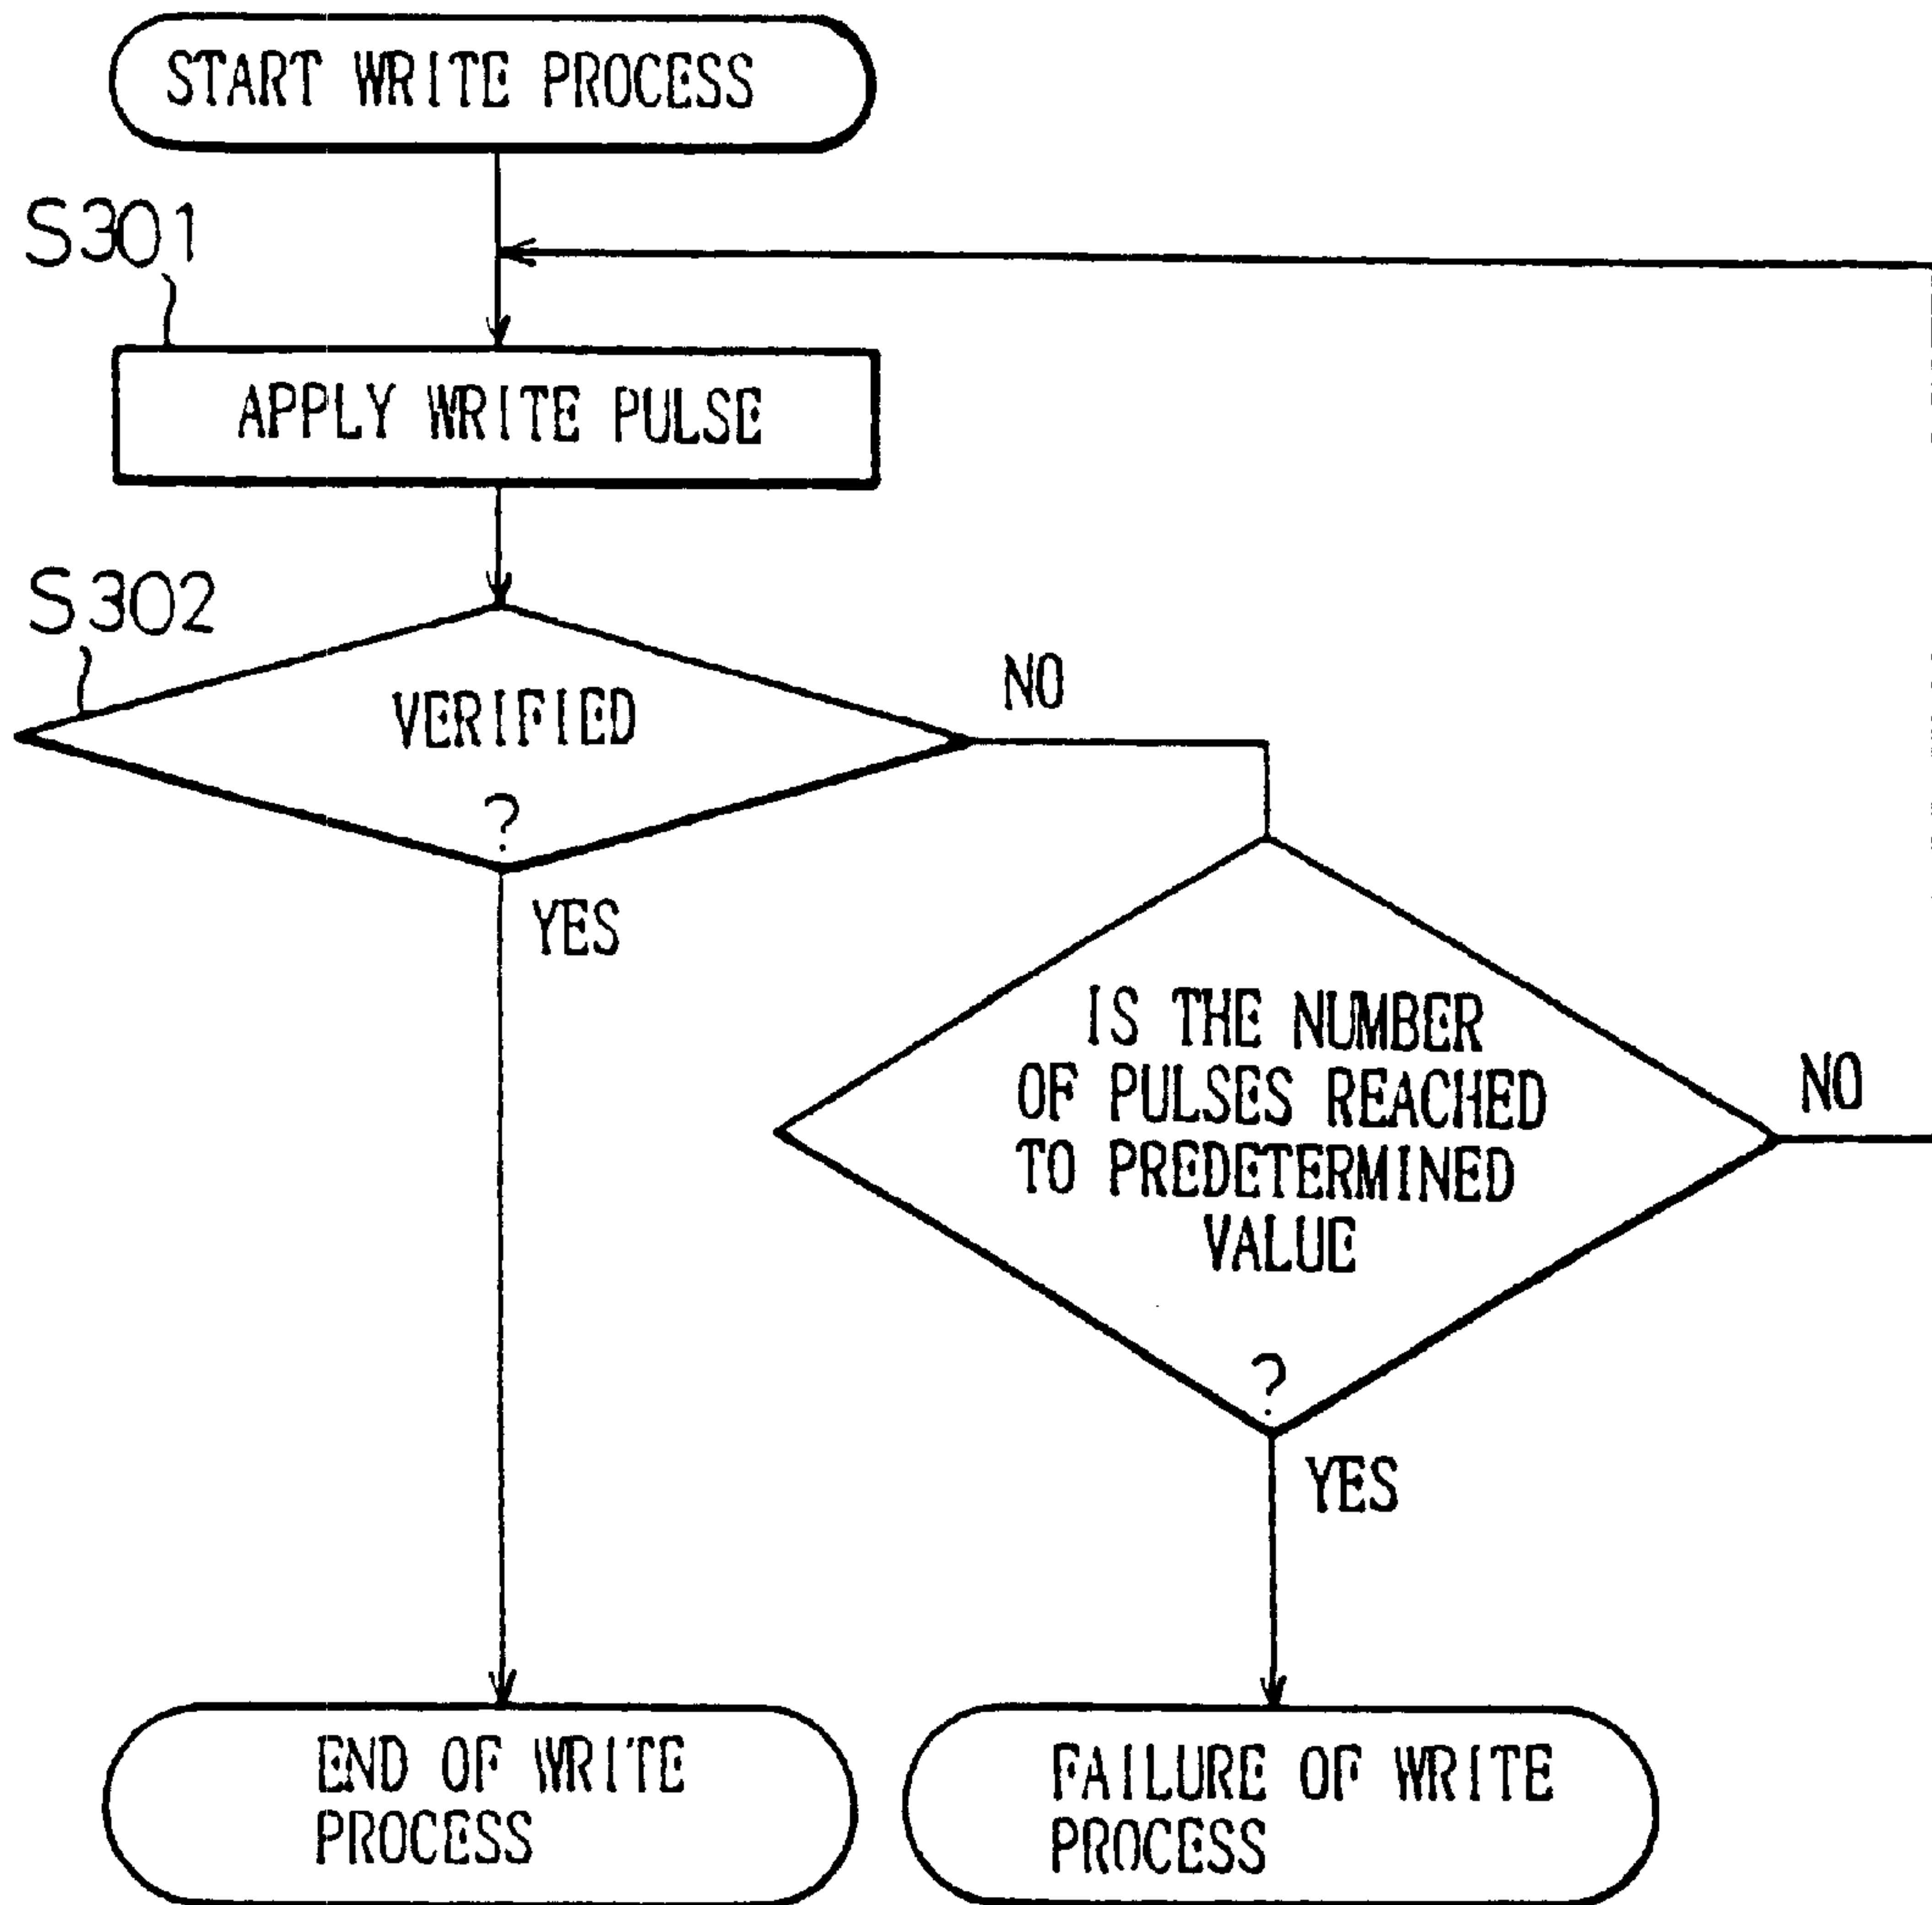 START WRITE PROCESS
S301
APPLY WRITE PULSE
S302
VERIFIED
?
NO
YES
IS THE NUMBER
OF PULSES REACHED
TO PREDETERMINED
VALUE
?
NO
YES
END OF WRITE
PROCESS
FAILURE OF WRITE
PROCESS